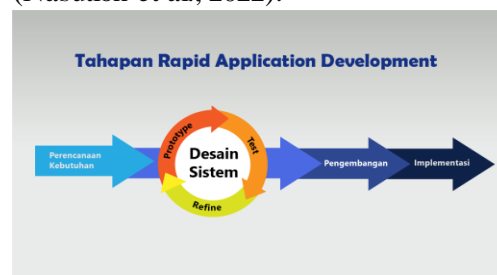 (Nasution et al., 2022).
Tahapan Rapid Application Development
Perencanaan
Kebutuhan
Prototype
Test
Refine
Desain
Sistem
Pengembangan
Implementasi